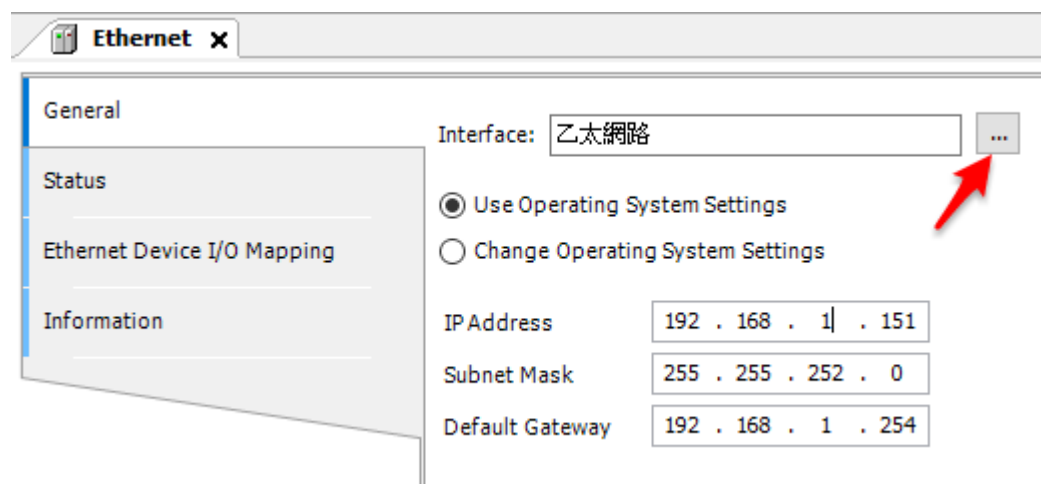 Ethernet x
General
Status
Ethernet Device I/O Mapping
Information
Interface: 乙太網路 ...
Use Operating System Settings
Change Operating System Settings
IP Address 192 . 168 . 1 . 151
Subnet Mask 255 . 255 . 252 . 0
Default Gateway 192 . 168 . 1 . 254